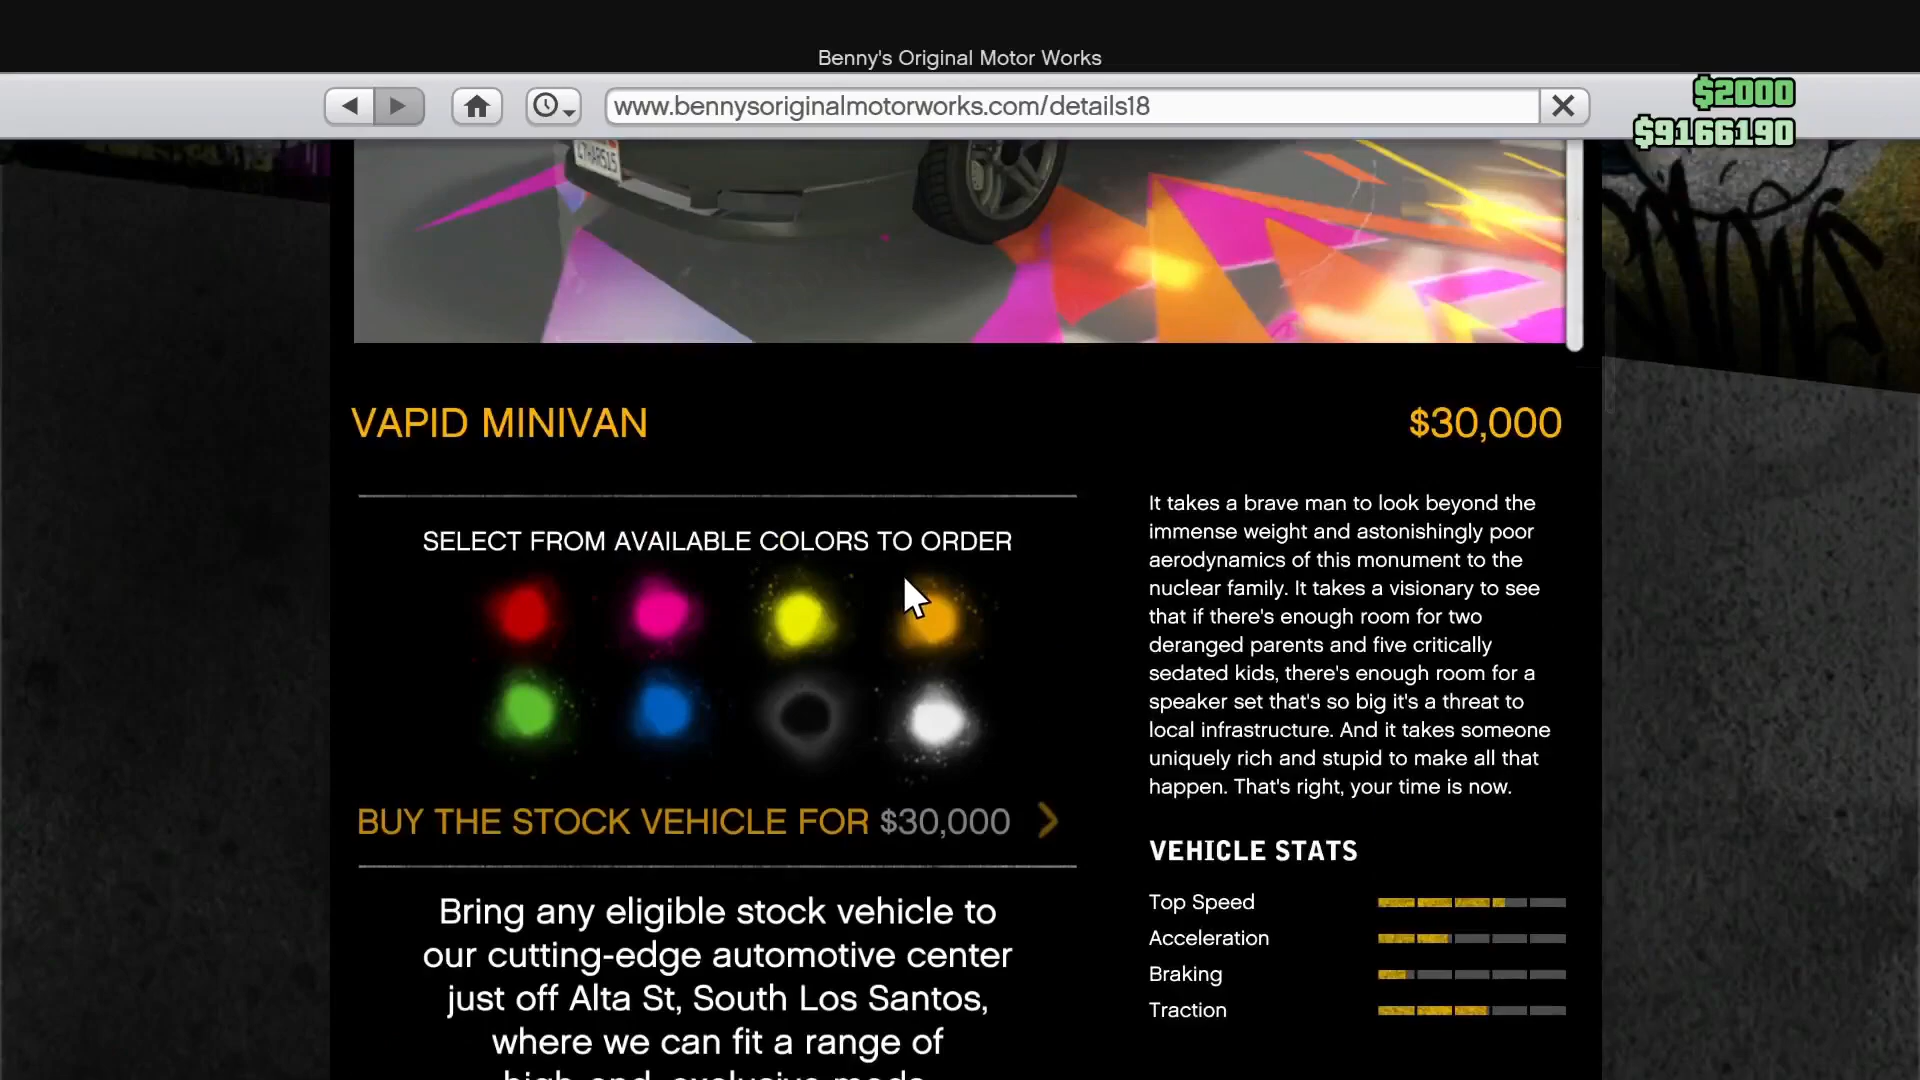 Benny's Original Motor Works
www.bennysoriginalmotorworks.com/details18
$2000
$9166190
VAPID MINIVAN
$30,000
SELECT FROM AVAILABLE COLORS TO ORDER
BUY THE STOCK VEHICLE FOR $30,000
Bring any eligible stock vehicle to
our cutting-edge automotive center
just off Alta St, South Los Santos,
where we can fit a range of
high-end, exclusive mods
It takes a brave man to look beyond the
immense weight and astonishingly poor
aerodynamics of this monument to the
nuclear family. It takes a visionary to see
that if there's enough room for two
deranged parents and five critically
sedated kids, there's enough room for a
speaker set that's so big it's a threat to
local infrastructure. And it takes someone
uniquely rich and stupid to make all that
happen. That's right, your time is now.
VEHICLE STATS
Top Speed
Acceleration
Braking
Traction